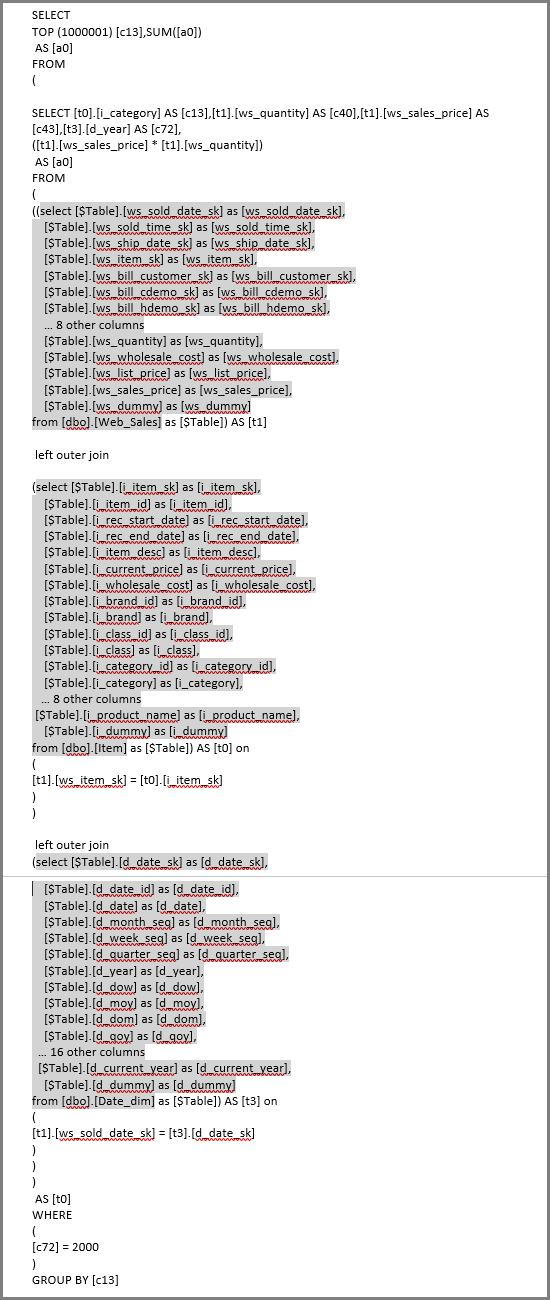 SELECT
TOP (1000001) [c13],SUM([a0])
AS [a0]
FROM
(
SELECT [t0].[i_category] AS [c13],[t1].[ws_quantity] AS [c40],[t1].[ws_sales_price] AS
[c43],[t3].[d_year] AS [c72],
([t1].[ws_sales_price] * [t1].[ws_quantity])
AS [a0]
FROM
(
((select [$Table].[ws_sold_date_sk] as [ws_sold_date_sk],
[$Table].[ws_sold_time_sk] as [ws_sold_time_sk],
[$Table].[ws_ship_date_sk] as [ws_ship_date_sk],
[$Table].[ws_item_sk] as [ws_item_sk],
[$Table].[ws_bill_customer_sk] as [ws_bill_customer_sk],
[$Table].[ws_bill_cdemo_sk] as [ws_bill_cdemo_sk],
[$Table].[ws_bill_hdemo_sk] as [ws_bill_hdemo_sk],
... 8 other columns
[$Table].[ws_quantity] as [ws_quantity],
[$Table].[ws_wholesale_cost] as [ws_wholesale_cost],
[$Table].[ws_list_price] as [ws_list_price],
[$Table].[ws_sales_price] as [ws_sales_price],
[$Table].[ws_dummy] as [ws_dummy]
from [dbo].[Web_Sales] as [$Table]) AS [t1]
left outer join
(select [$Table].[i_item_sk] as [i_item_sk],
[$Table].[i_item_id] as [i_item_id],
[$Table].[i_rec_start_date] as [i_rec_start_date],
[$Table].[i_rec_end_date] as [i_rec_end_date],
[$Table].[i_item_desc] as [i_item_desc],
[$Table].[i_current_price] as [i_current_price],
[$Table].[i_wholesale_cost] as [i_wholesale_cost],
[$Table].[i_brand_id] as [i_brand_id],
[$Table].[i_brand] as [i_brand],
[$Table].[i_class_id] as [i_class_id],
[$Table].[i_class] as [i_class],
[$Table].[i_category_id] as [i_category_id],
[$Table].[i_category] as [i_category],
... 8 other columns
[$Table].[i_product_name] as [i_product_name],
[$Table].[i_dummy] as [i_dummy]
from [dbo].[Item] as [$Table]) AS [t0] on
(
[t1].[ws_item_sk] = [t0].[i_item_sk]
)
)
left outer join
(select [$Table].[d_date_sk] as [d_date_sk],
[$Table].[d_date_id] as [d_date_id],
[$Table].[d_date] as [d_date],
[$Table].[d_month_seq] as [d_month_seq],
[$Table].[d_week_seq] as [d_week_seq],
[$Table].[d_quarter_seq] as [d_quarter_seq],
[$Table].[d_year] as [d_year],
[$Table].[d_dow] as [d_dow],
[$Table].[d_moy] as [d_moy],
[$Table].[d_dom] as [d_dom],
[$Table].[d_qoy] as [d_qoy],
... 16 other columns
[$Table].[d_current_year] as [d_current_year],
[$Table].[d_dummy] as [d_dummy]
from [dbo].[Date_dim] as [$Table]) AS [t3] on
(
[t1].[ws_sold_date_sk] = [t3].[d_date_sk]
)
)
)
AS [t0]
WHERE
(
[c72] = 2000
)
GROUP BY [c13]